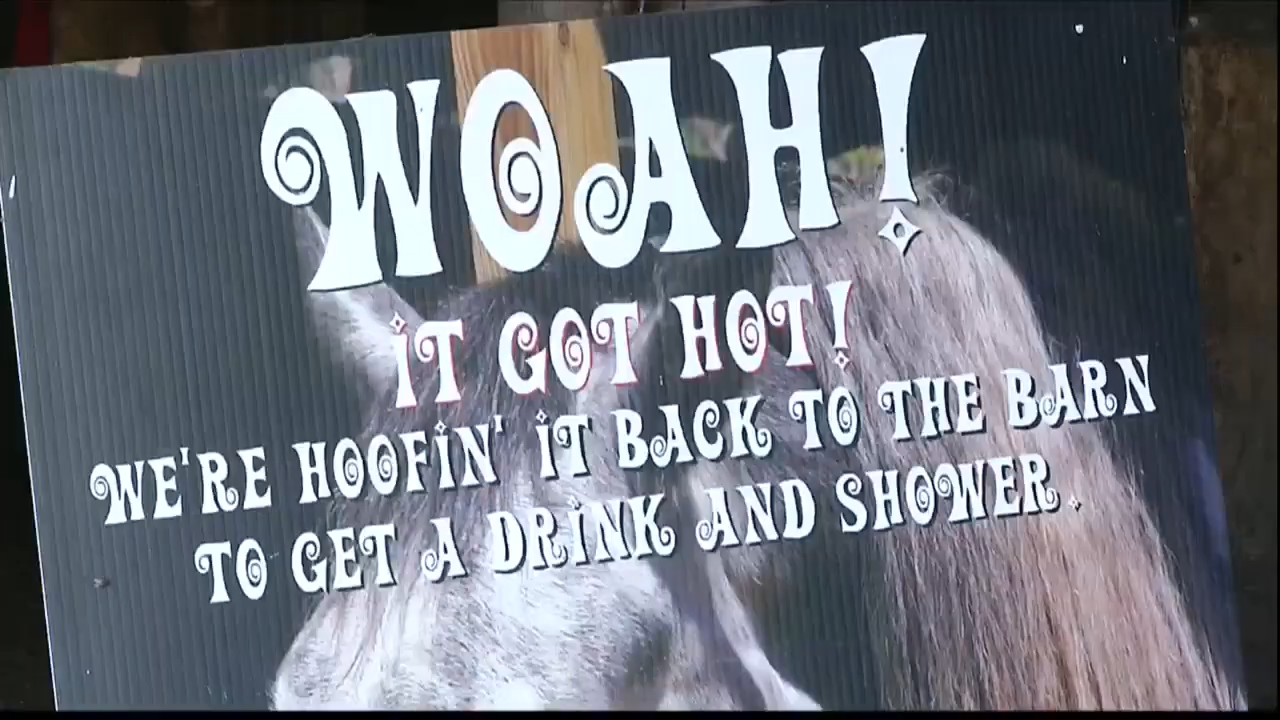 WOAH!
IT GOT HOT!
WE'RE HOOFIN' IT BACK TO THE BARN
TO GET A DRINK AND SHOWER.